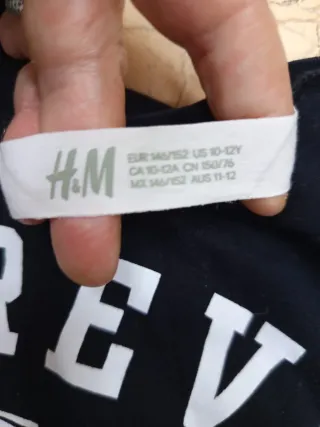 H&M
EUR 146/152 US 10-12Y
CA 10-12A CN 150/76
MX 146/152 AUS 11-12
REV